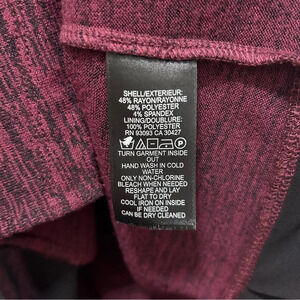 SHELL/EXTERIEUR:
48% RAYON/RAYONNE
48% POLYESTER
4% SPANDEX
LINING/DOUBLURE:
100% POLYESTER
RN 93093 CA 30427
P
TURN GARMENT INSIDE
OUT
HAND WASH IN COLD
WATER
ONLY NON-CHLORINE
BLEACH WHEN NEEDED
RESHAPE AND LAY
FLAT TO DRY
COOL IRON ON INSIDE
IF NEEDED
CAN BE DRY CLEANED